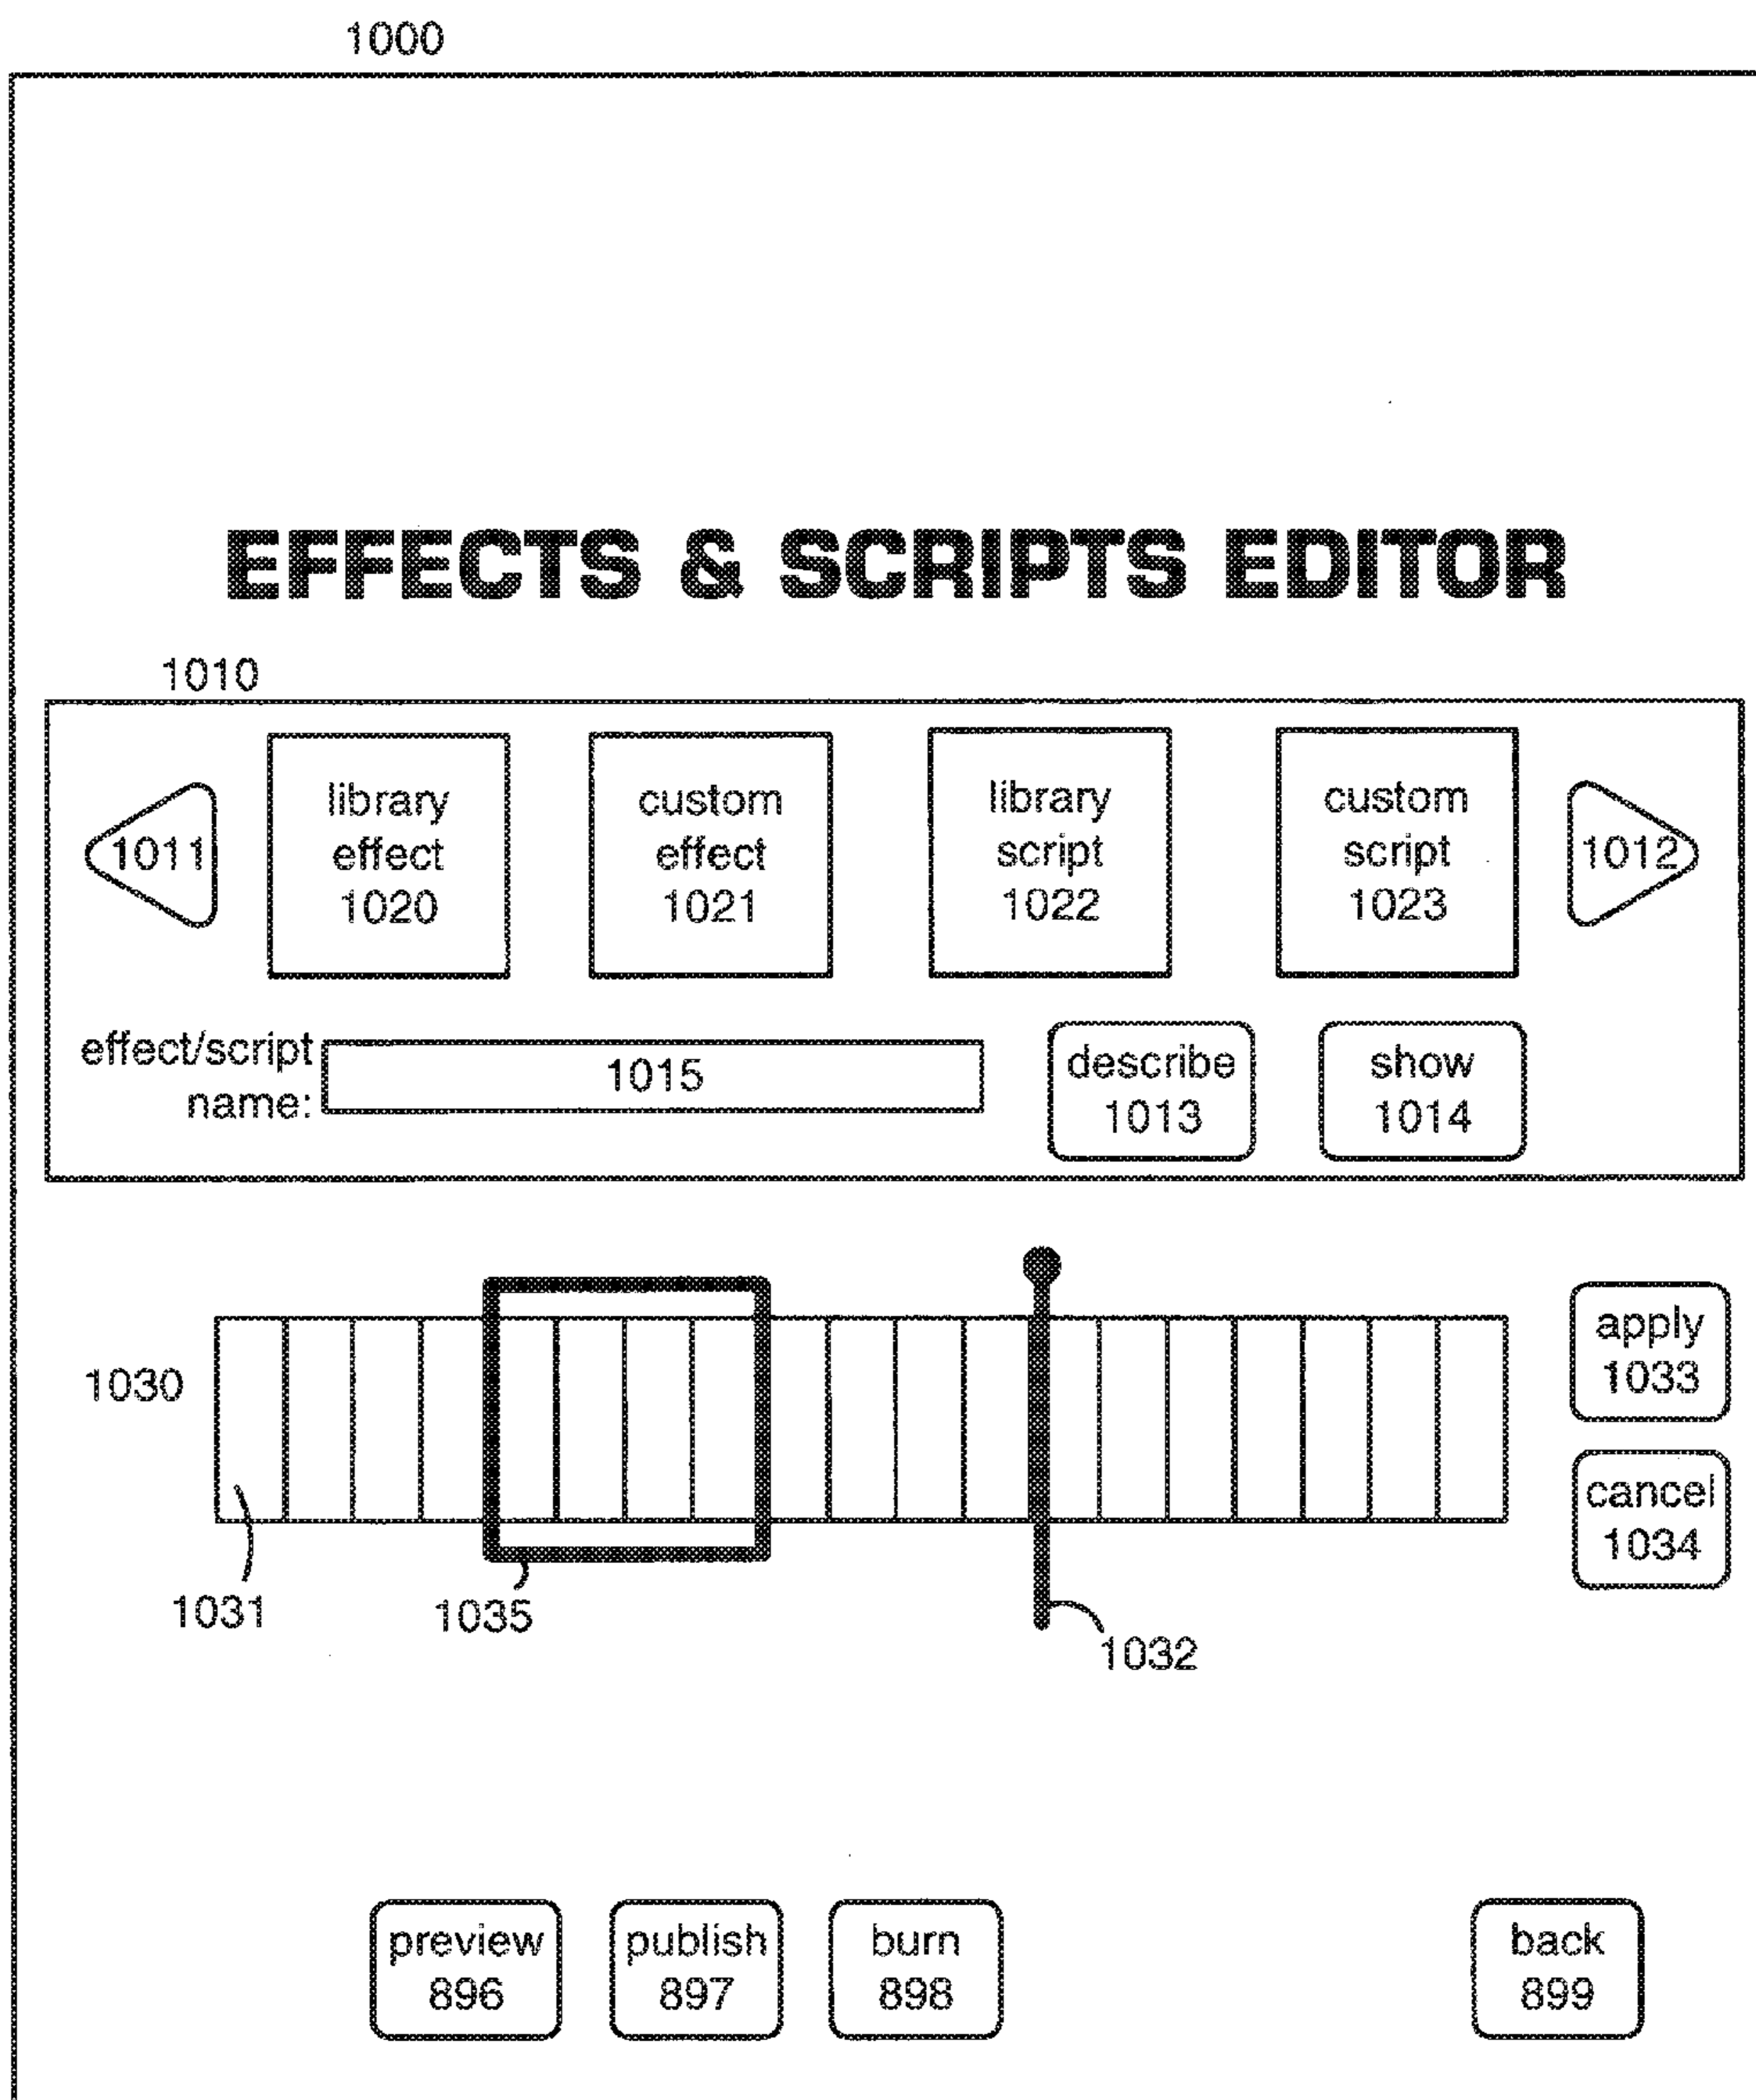 1000
EFFECTS & SCRIPTS EDITOR
1010
1011
library
effect
1020
custom
effect
1021
library
script
1022
custom
script
1023
1012
effect/script
name:
1015
describe
1013
show
1014
1030
apply
1033
cancel
1034
1031
1035
1032
preview
896
publish
897
burn
898
back
899